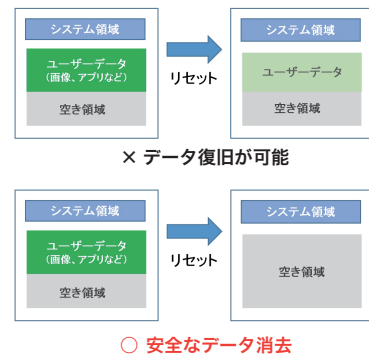 システム領域
ユーザーデータ
(画像、アプリなど)
空き領域
リセット
システム領域
ユーザーデータ
空き領域
× データ復旧が可能
システム領域
ユーザーデータ
(画像、アプリなど)
空き領域
リセット
システム領域
空き領域
○ 安全なデータ消去